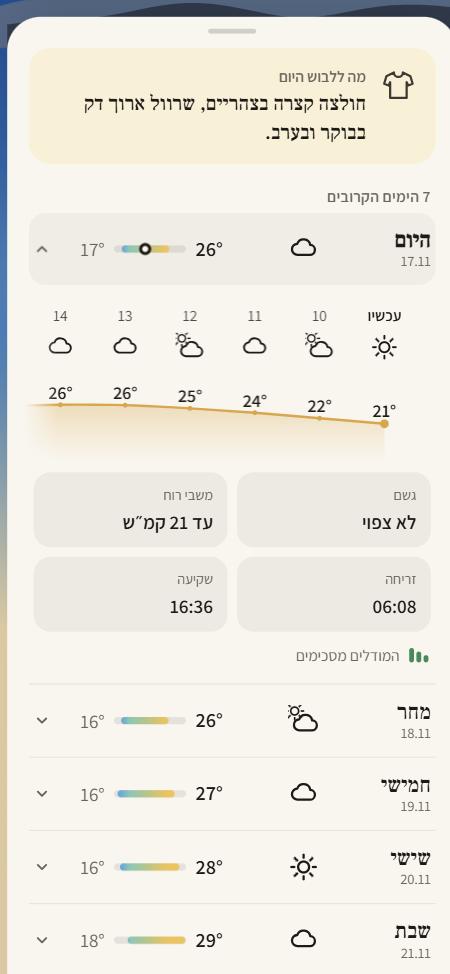 מה ללבוש היום
חולצה קצרה בצהריים, שרוול ארוך דק
בבוקר ובערב.
7 הימים הקרובים
היום 26° 17°
17.11
עכשיו 10 11 12 13 14
21° 22° 24° 25° 26° 26°
גשם משבי רוח
לא צפוי עד 21 קמ״ש
זריחה שקיעה
06:08 16:36
המודלים מסכימים
מחר 26° 16°
18.11
חמישי 27° 16°
19.11
שישי 28° 16°
20.11
שבת 29° 18°
21.11